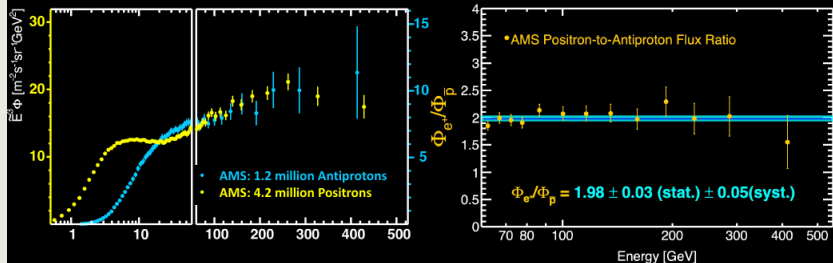 Ẽ³ Φ [m⁻²s⁻¹sr⁻¹GeV²]
30
20
10
1
10
100
200
300
400
500
15
10
5
AMS: 1.2 million Antiprotons
AMS: 4.2 million Positrons
Φe⁺/Φp̄
4
3.5
3
2.5
2
1.5
1
0.5
0
AMS Positron-to-Antiproton Flux Ratio
Φe⁺/Φp̄ = 1.98 ± 0.03 (stat.) ± 0.05(syst.)
70 80 100 200 300 500
Energy [GeV]